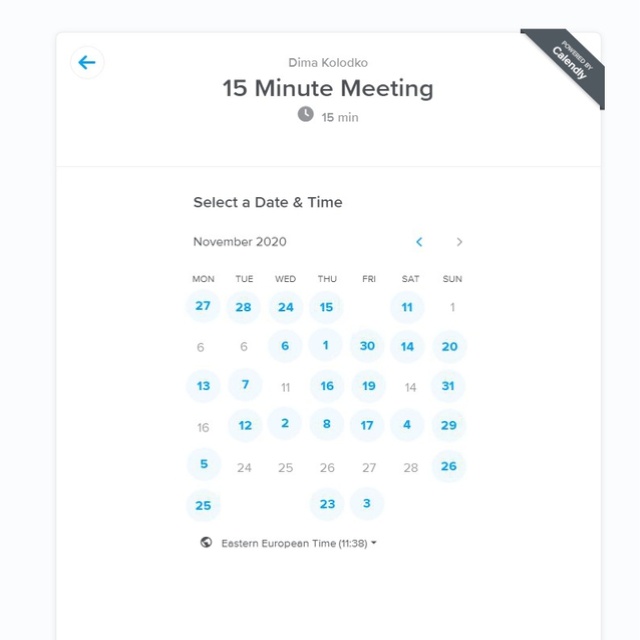 POWERED BY
Calendly
Dima Kolodko
15 Minute Meeting
15 min
Select a Date & Time
November 2020
MON TUE WED THU FRI SAT SUN
27 28 24 15 11 1
6 6 6 1 30 14 20
13 7 11 16 19 14 31
16 12 2 8 17 4 29
5 24 25 26 27 28 26
25 23 3
Eastern European Time (11:38)